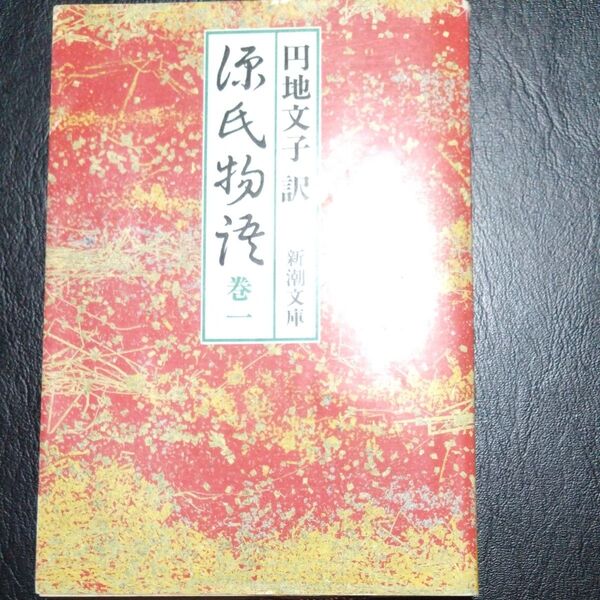 円地文子 訳
新潮文庫
源氏物語
巻一